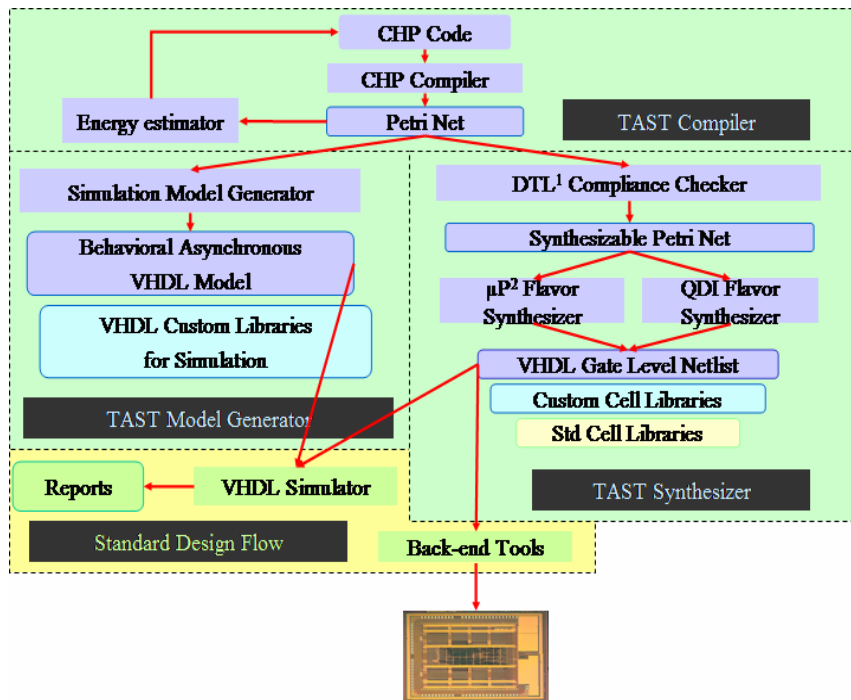 CHP Code
CHP Compiler
Energy estimator
Petri Net
TAST Compiler
Simulation Model Generator
DTL¹ Compliance Checker
Behavioral Asynchronous
VHDL Model
Synthesizable Petri Net
µP² Flavor
Synthesizer
QDI Flavor
Synthesizer
VHDL Custom Libraries
for Simulation
VHDL Gate Level Netlist
Custom Cell Libraries
Std Cell Libraries
TAST Model Generator
TAST Synthesizer
Reports
VHDL Simulator
Standard Design Flow
Back-end Tools